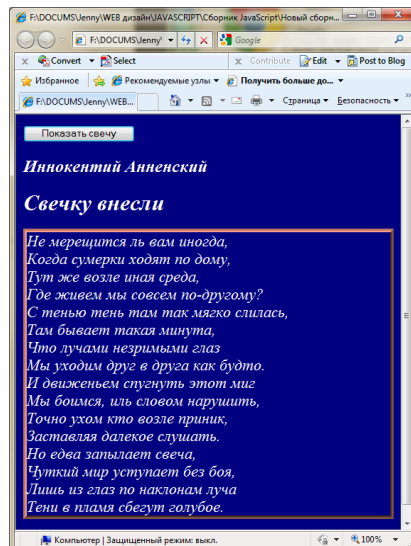 F:\DOCUMS\Jenny\WEB дизайн\JAVASCRIPT\Сборник JavaScript\Новый сборн...
F:\DOCUMS\Jenny\ Google
x Convert Select x Contribute Edit Post to Blog
Избранное Рекомендуемые узлы Получить больше до...
F:\DOCUMS\Jenny\WEB... Страница Безопасность
Показать свечу
Иннокентий Анненский
Свечку внесли
Не мерещится ль вам иногда,
Когда сумерки ходят по дому,
Тут же возле иная среда,
Где живем мы совсем по-другому?
С тенью тень там так мягко слилась,
Там бывает такая минута,
Что лучами незримыми глаз
Мы уходим друг в друга как будто.
И движеньем спугнуть этот миг
Мы боимся, иль словом нарушить,
Точно ухом кто возле приник,
Заставляя далекое слушать.
Но едва запылает свеча,
Чуткий мир уступает без боя,
Лишь из глаз по наклонам луча
Тени в пламя сбегут голубое.
Компьютер | Защищенный режим: выкл. 100%